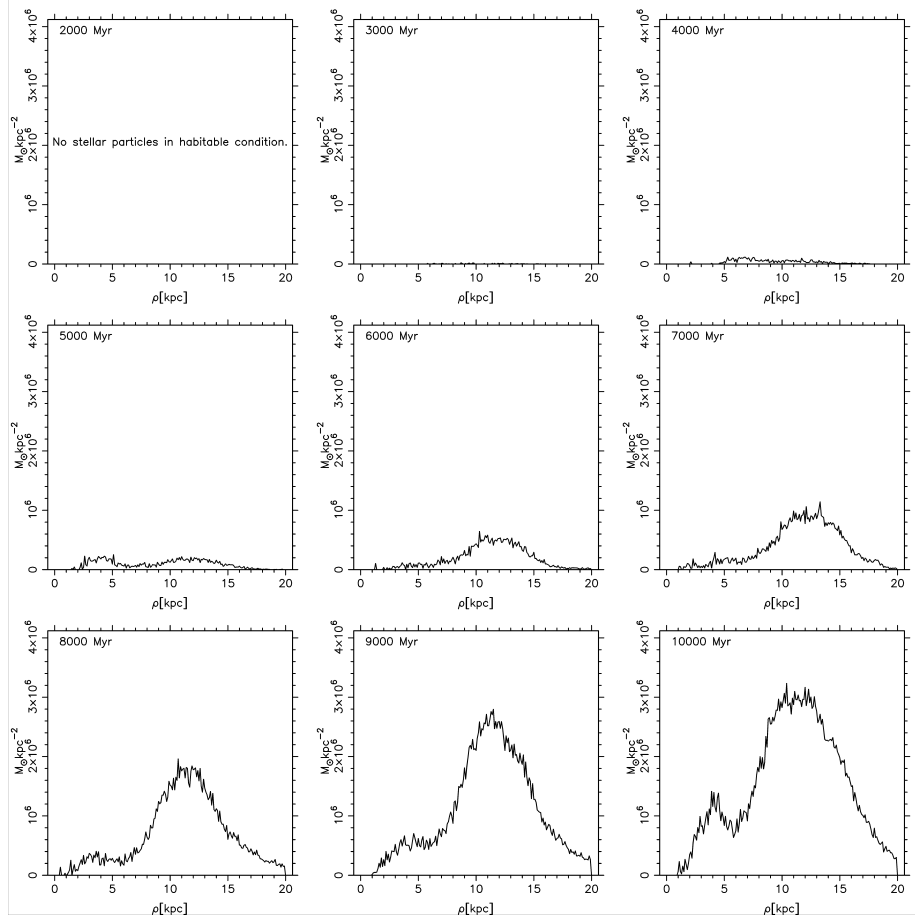 2000 Myr
No stellar particles in habitable condition.
M⊙kpc⁻²
0
10⁶
2×10⁶
3×10⁶
4×10⁶
0 5 10 15 20
ρ[kpc]
3000 Myr
M⊙kpc⁻²
0
10⁶
2×10⁶
3×10⁶
4×10⁶
0 5 10 15 20
ρ[kpc]
4000 Myr
M⊙kpc⁻²
0
10⁶
2×10⁶
3×10⁶
4×10⁶
0 5 10 15 20
ρ[kpc]
5000 Myr
M⊙kpc⁻²
0
10⁶
2×10⁶
3×10⁶
4×10⁶
0 5 10 15 20
ρ[kpc]
6000 Myr
M⊙kpc⁻²
0
10⁶
2×10⁶
3×10⁶
4×10⁶
0 5 10 15 20
ρ[kpc]
7000 Myr
M⊙kpc⁻²
0
10⁶
2×10⁶
3×10⁶
4×10⁶
0 5 10 15 20
ρ[kpc]
8000 Myr
M⊙kpc⁻²
0
10⁶
2×10⁶
3×10⁶
4×10⁶
0 5 10 15 20
ρ[kpc]
9000 Myr
M⊙kpc⁻²
0
10⁶
2×10⁶
3×10⁶
4×10⁶
0 5 10 15 20
ρ[kpc]
10000 Myr
M⊙kpc⁻²
0
10⁶
2×10⁶
3×10⁶
4×10⁶
0 5 10 15 20
ρ[kpc]